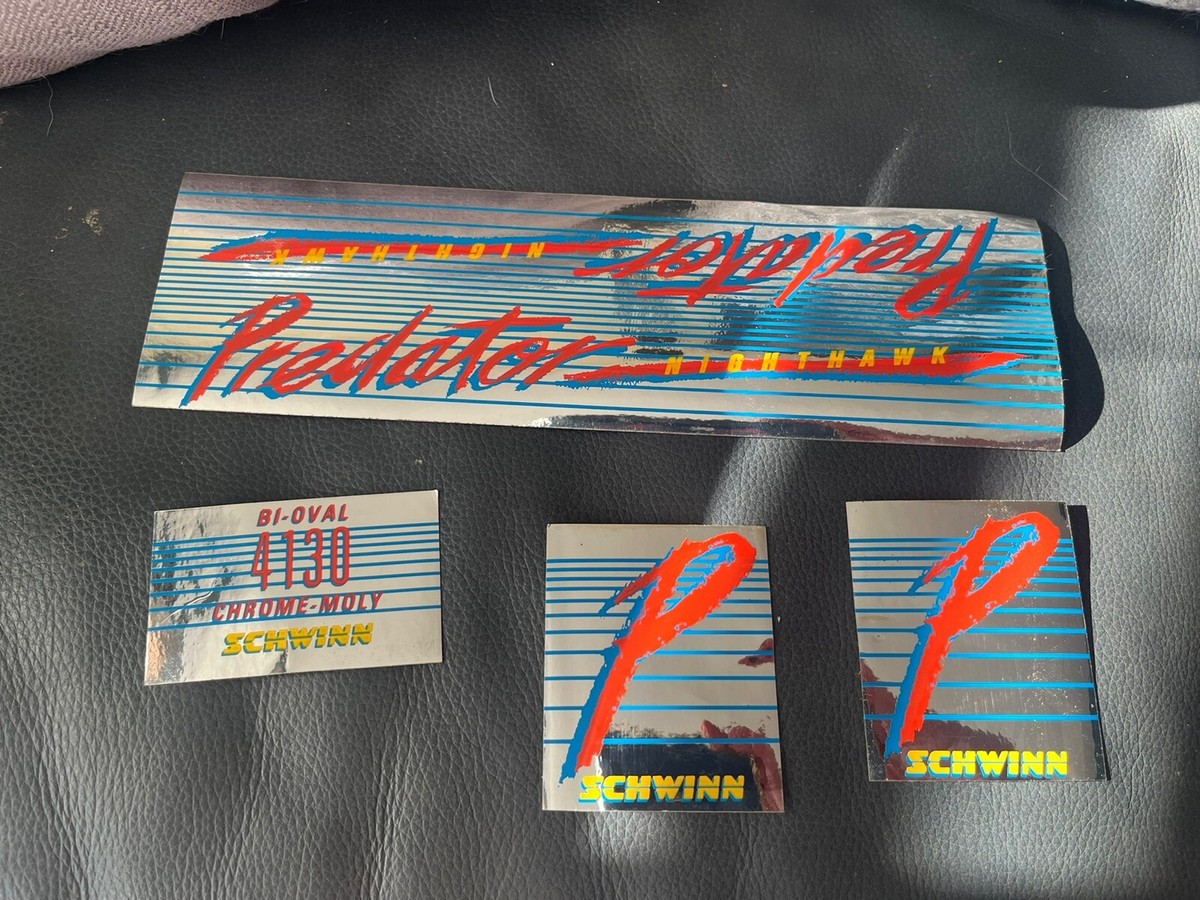 NIGHTHAWK Predator
Predator NIGHTHAWK
BI-OVAL
4130
CHROME-MOLY
SCHWINN
P
SCHWINN
P
SCHWINN